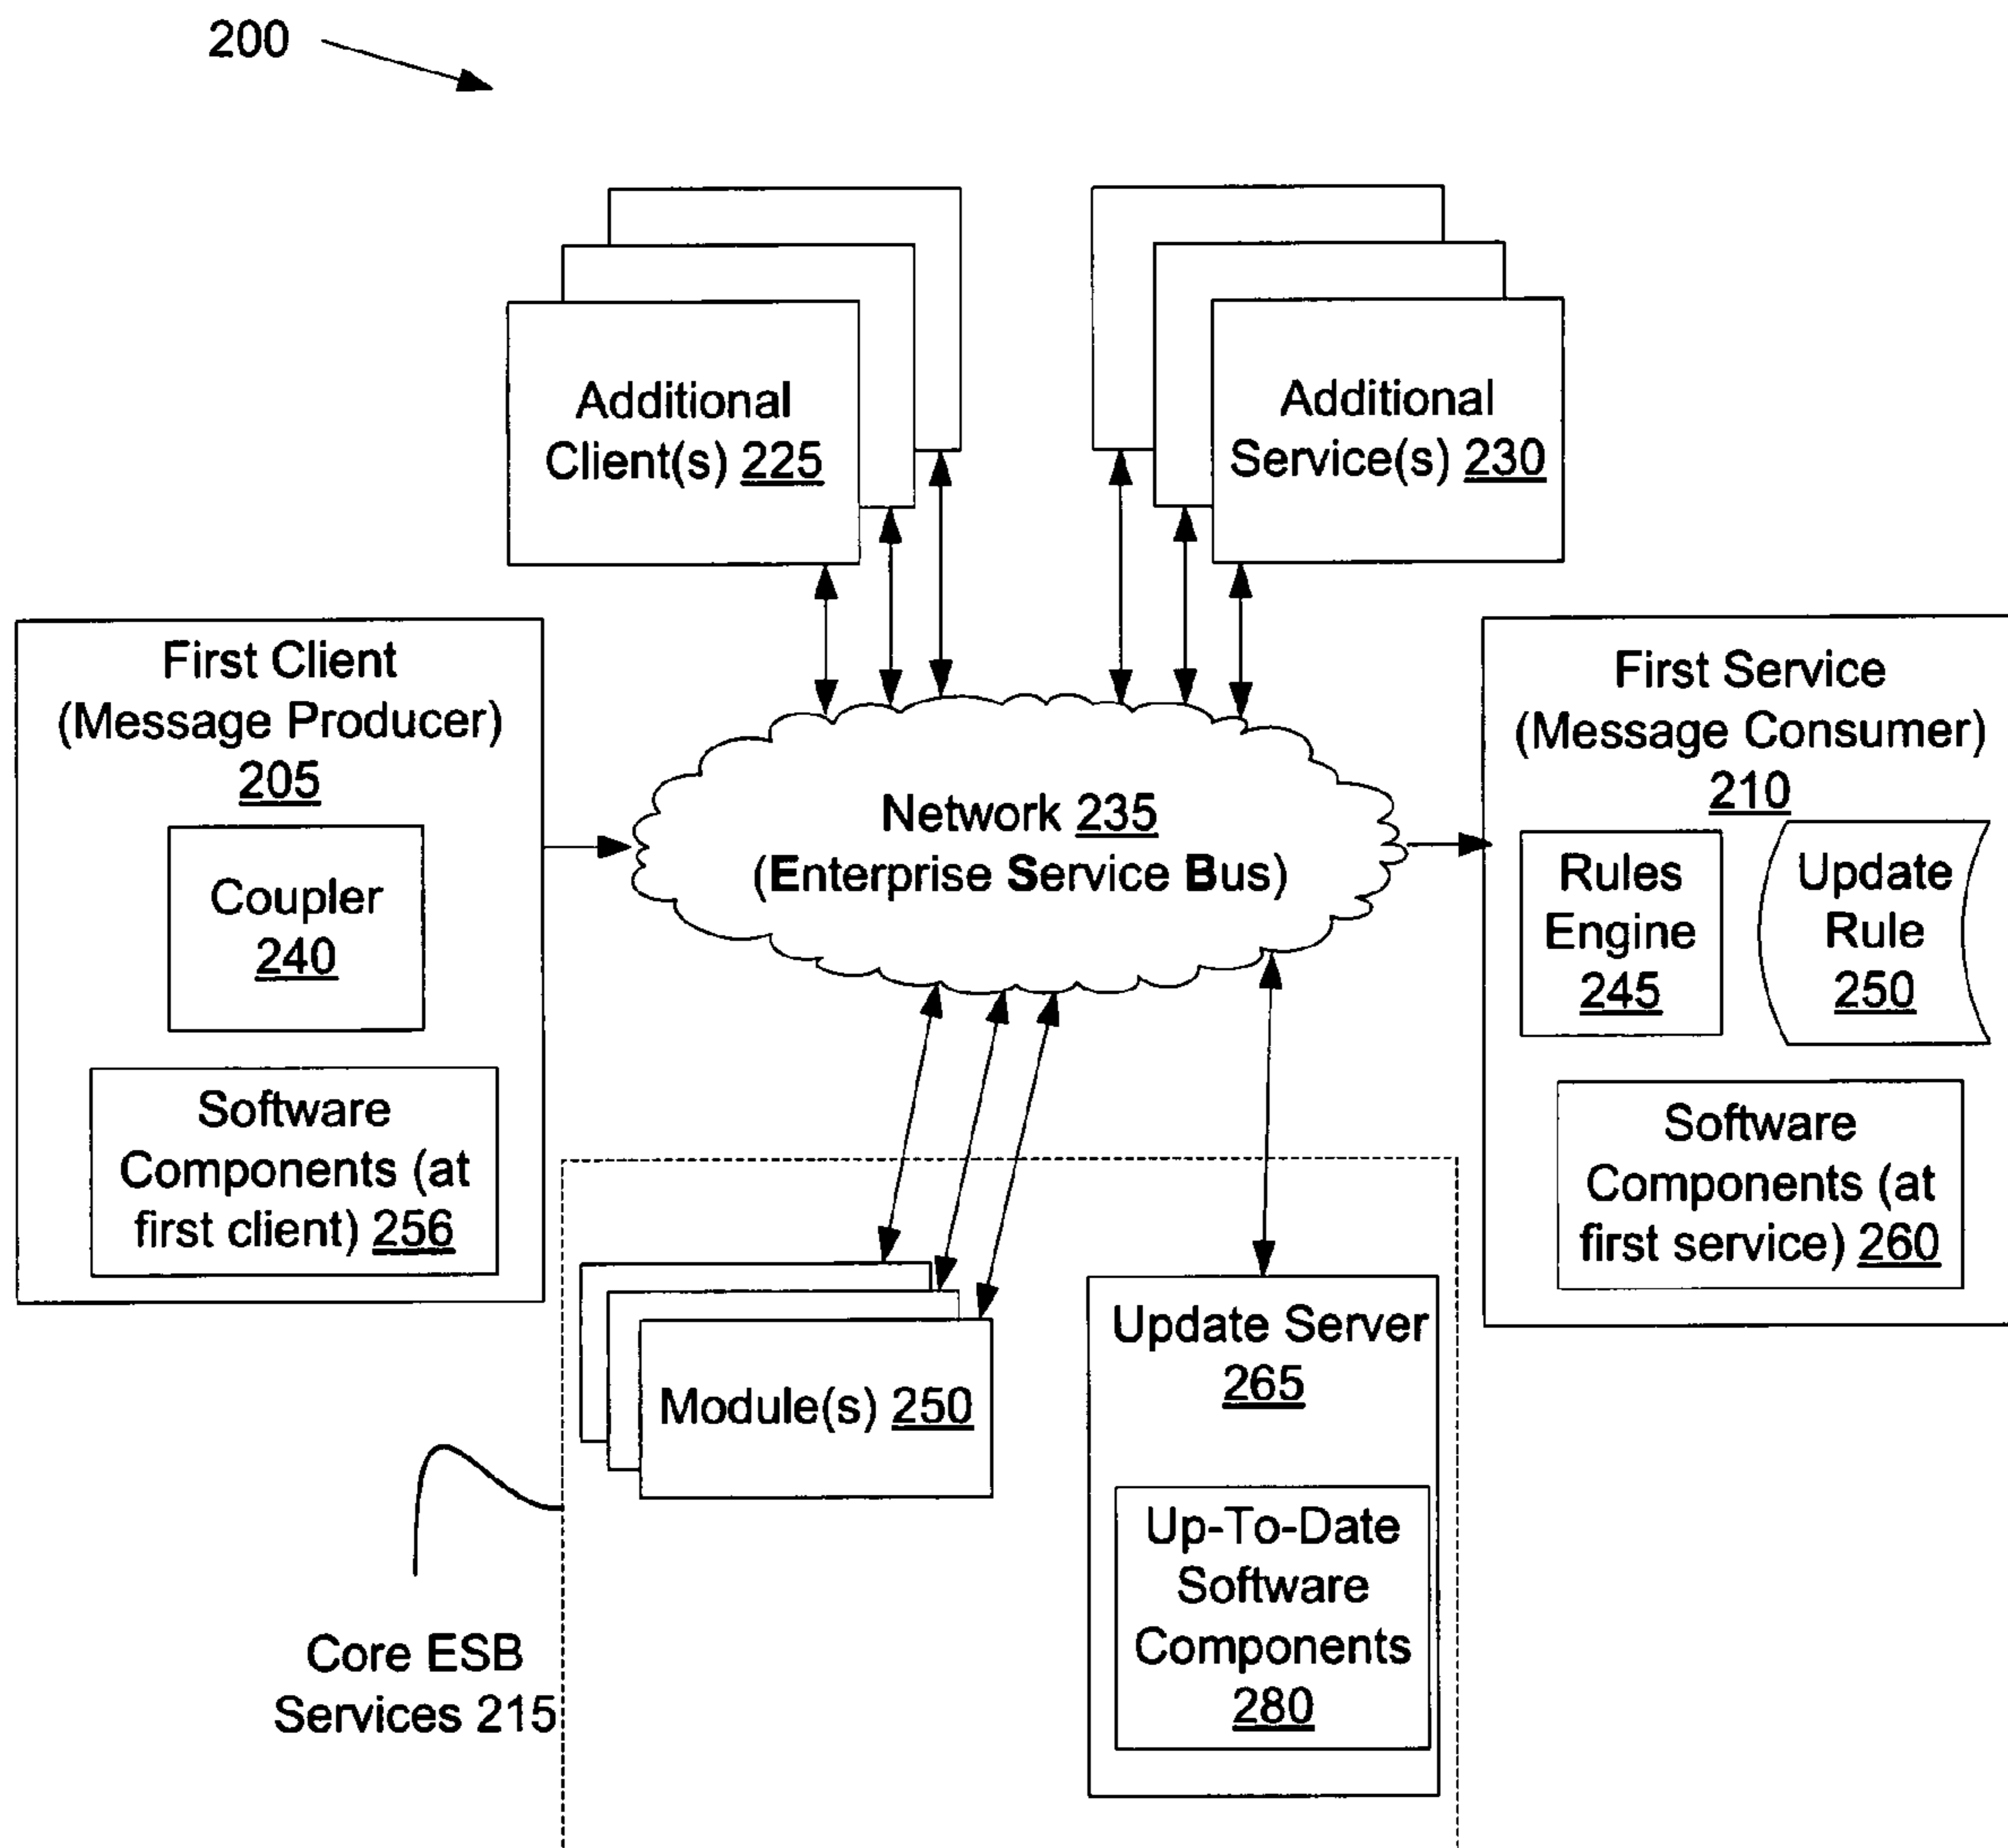 200
Additional
Client(s) 225
Additional
Service(s) 230
First Client
(Message Producer)
205
Coupler
240
Software
Components (at
first client) 256
Network 235
(Enterprise Service Bus)
First Service
(Message Consumer)
210
Rules
Engine
245
Update
Rule
250
Software
Components (at
first service) 260
Module(s) 250
Update Server
265
Up-To-Date
Software
Components
280
Core ESB
Services 215